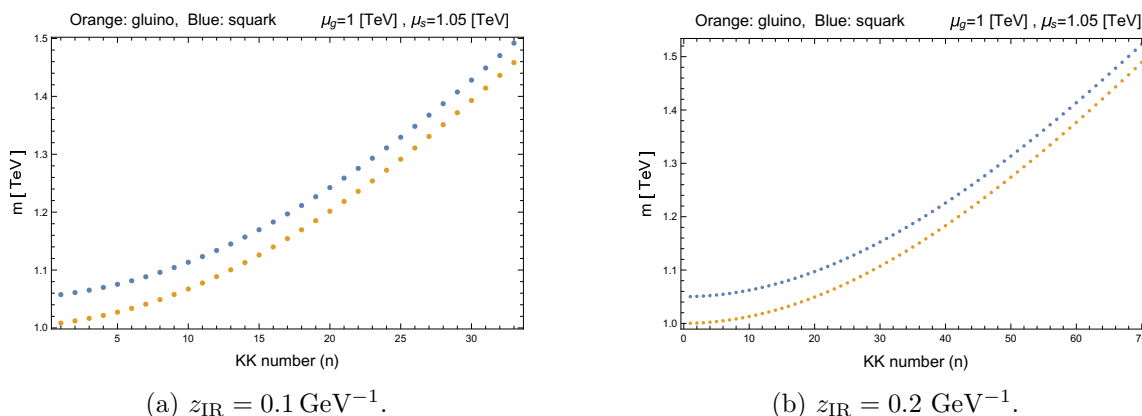 Orange: gluino, Blue: squark μg=1 [TeV] , μs=1.05 [TeV]
1.5
1.4
1.3
1.2
1.1
1.0
m [ TeV ]
5 10 15 20 25 30
KK number (n)
(a) zIR = 0.1 GeV−1.
Orange: gluino, Blue: squark μg=1 [TeV] , μs=1.05 [TeV]
1.5
1.4
1.3
1.2
1.1
1.0
m [ TeV ]
0 10 20 30 40 50 60 70
KK number (n)
(b) zIR = 0.2 GeV−1.